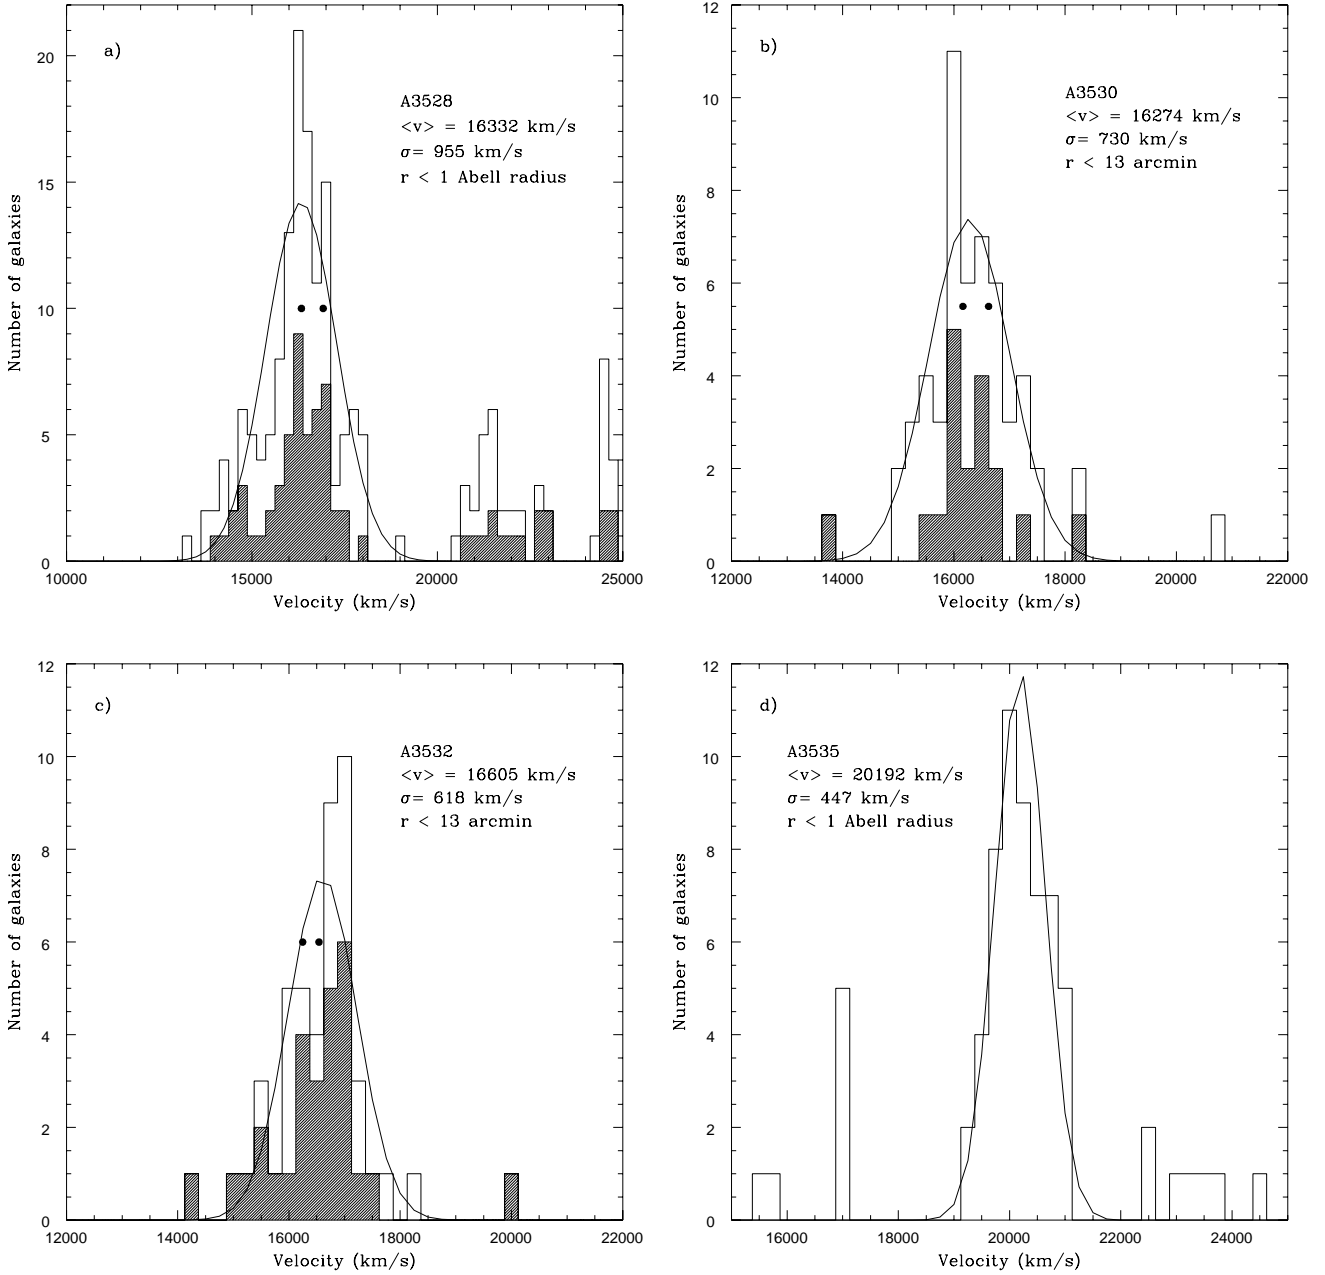 a)
A3528
<v> = 16332 km/s
σ= 955 km/s
r < 1 Abell radius
Number of galaxies
20
15
10
5
0
10000 15000 20000 25000
Velocity (km/s)
b)
A3530
<v> = 16274 km/s
σ= 730 km/s
r < 13 arcmin
Number of galaxies
12
10
8
6
4
2
0
12000 14000 16000 18000 20000 22000
Velocity (km/s)
c)
A3532
<v> = 16605 km/s
σ= 618 km/s
r < 13 arcmin
Number of galaxies
12
10
8
6
4
2
0
12000 14000 16000 18000 20000 22000
Velocity (km/s)
d)
A3535
<v> = 20192 km/s
σ= 447 km/s
r < 1 Abell radius
Number of galaxies
12
10
8
6
4
2
0
16000 18000 20000 22000 24000
Velocity (km/s)